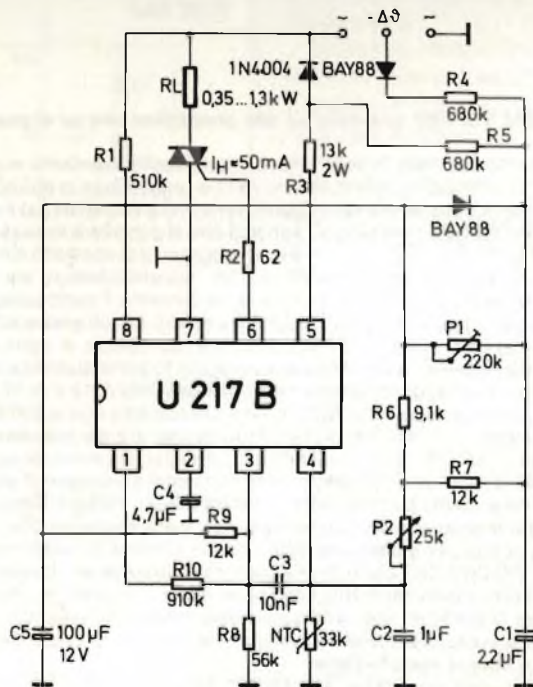 ~ -Δϑ ~
1N4004 BAY88
R4
680k
R5
680k
RL
0,35...1,3kW
R1
510k
IH≈50mA
13k
2W
R3
BAY88
R2 62
8 7 6 5
U 217 B
1 2 3 4
P1
220k
R6 9,1k
R7
12k
C4
4,7µF
R9
12k
P2
25k
R10
910k
C3
10nF
C5 100µF
12V
R8
56k
NTC 33k
C2 1µF
C1
2,2µF